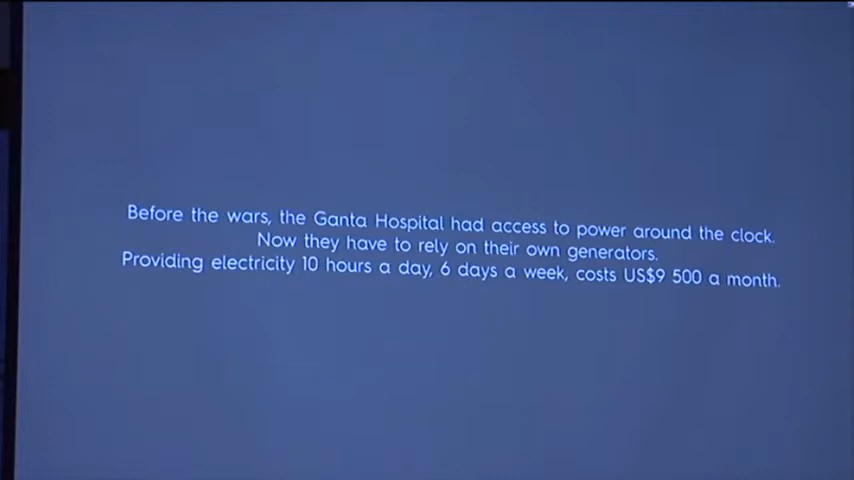 Before the wars, the Ganta Hospital had access to power around the clock.
Now they have to rely on their own generators.
Providing electricity 10 hours a day, 6 days a week, costs US$9 500 a month.